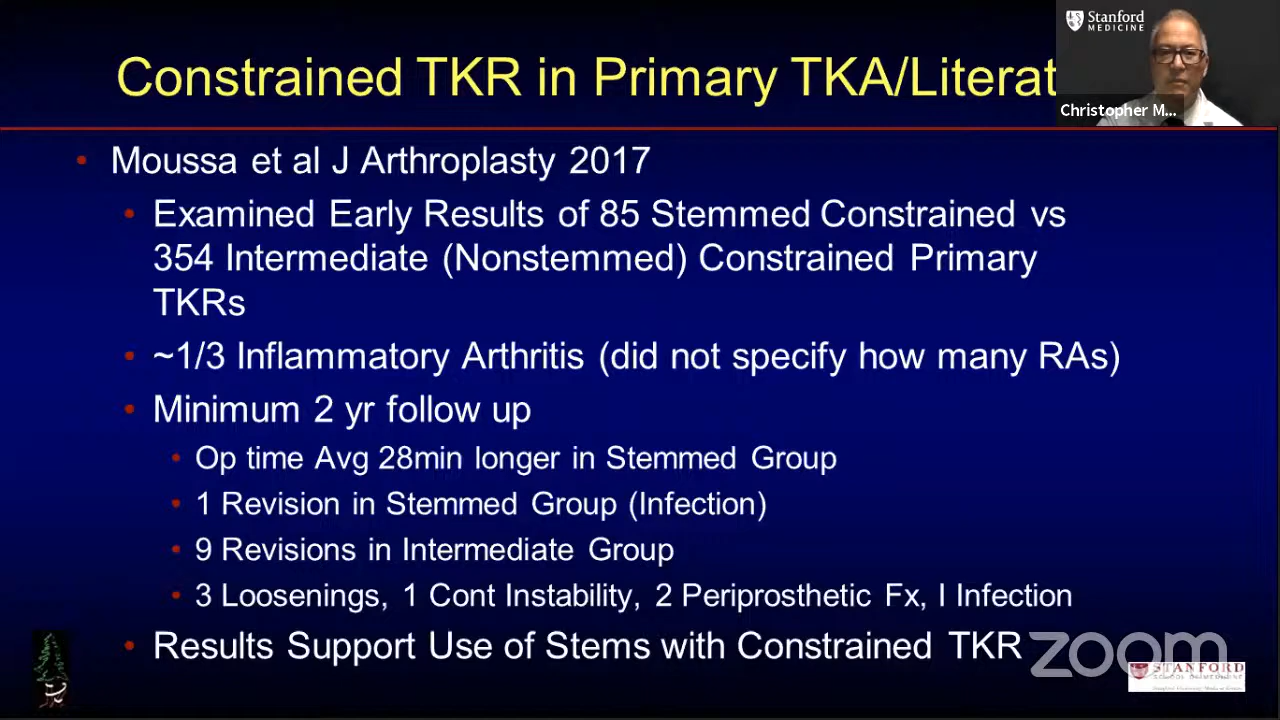 Constrained TKR in Primary TKA/Literat
Stanford
MEDICINE
Christopher M...
• Moussa et al J Arthroplasty 2017
• Examined Early Results of 85 Stemmed Constrained vs
354 Intermediate (Nonstemmed) Constrained Primary
TKRs
• ~1/3 Inflammatory Arthritis (did not specify how many RAs)
• Minimum 2 yr follow up
• Op time Avg 28min longer in Stemmed Group
• 1 Revision in Stemmed Group (Infection)
• 9 Revisions in Intermediate Group
• 3 Loosenings, 1 Cont Instability, 2 Periprosthetic Fx, I Infection
• Results Support Use of Stems with Constrained TKR
zoom
STANFORD
SCHOOL OF MEDICINE